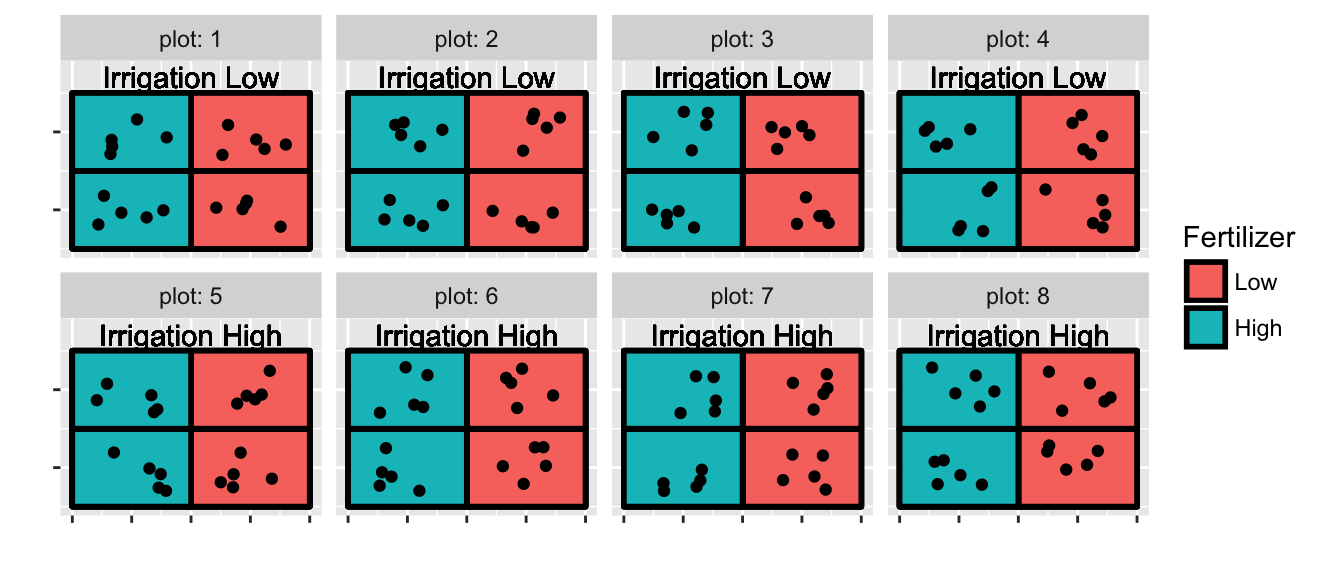 plot: 1
plot: 2
plot: 3
plot: 4
Irrigation Low
Irrigation Low
Irrigation Low
Irrigation Low
plot: 5
plot: 6
plot: 7
plot: 8
Irrigation High
Irrigation High
Irrigation High
Irrigation High
Fertilizer
Low
High